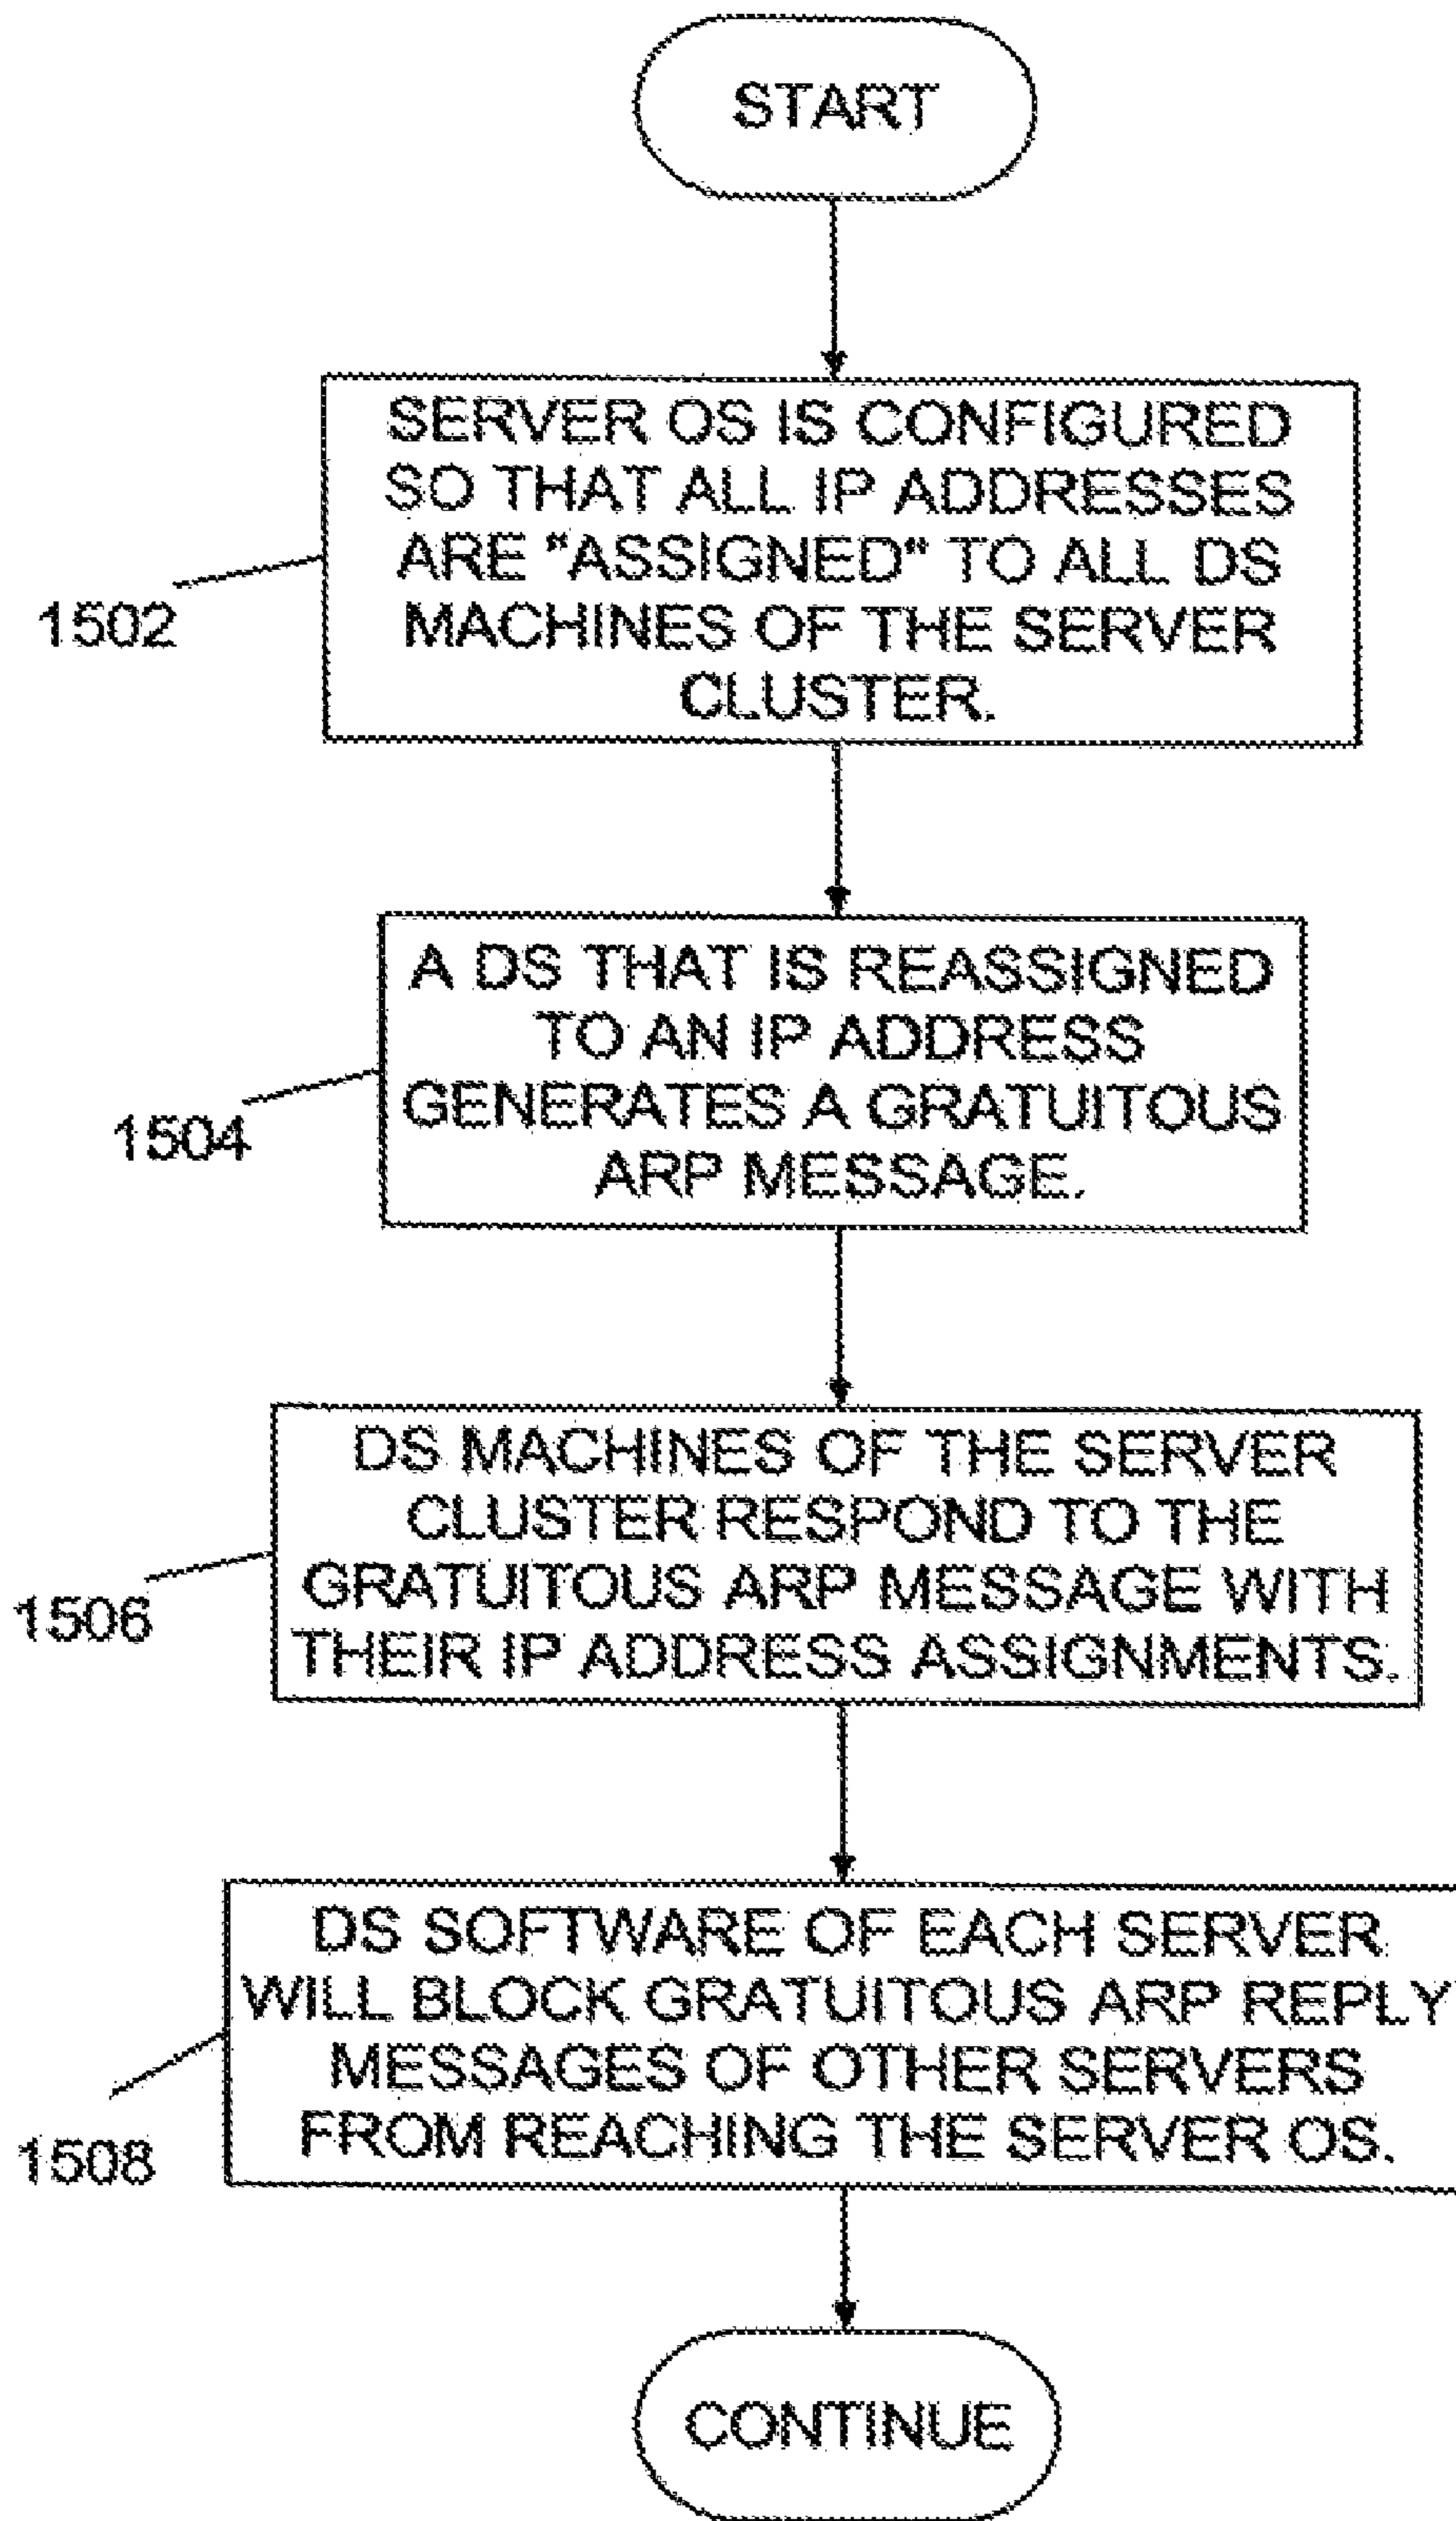 START
SERVER OS IS CONFIGURED
SO THAT ALL IP ADDRESSES
ARE "ASSIGNED" TO ALL DS
MACHINES OF THE SERVER
CLUSTER.
1502
A DS THAT IS REASSIGNED
TO AN IP ADDRESS
GENERATES A GRATUITOUS
ARP MESSAGE.
1504
DS MACHINES OF THE SERVER
CLUSTER RESPOND TO THE
GRATUITOUS ARP MESSAGE WITH
THEIR IP ADDRESS ASSIGNMENTS.
1506
DS SOFTWARE OF EACH SERVER
WILL BLOCK GRATUITOUS ARP REPLY
MESSAGES OF OTHER SERVERS
FROM REACHING THE SERVER OS.
1508
CONTINUE